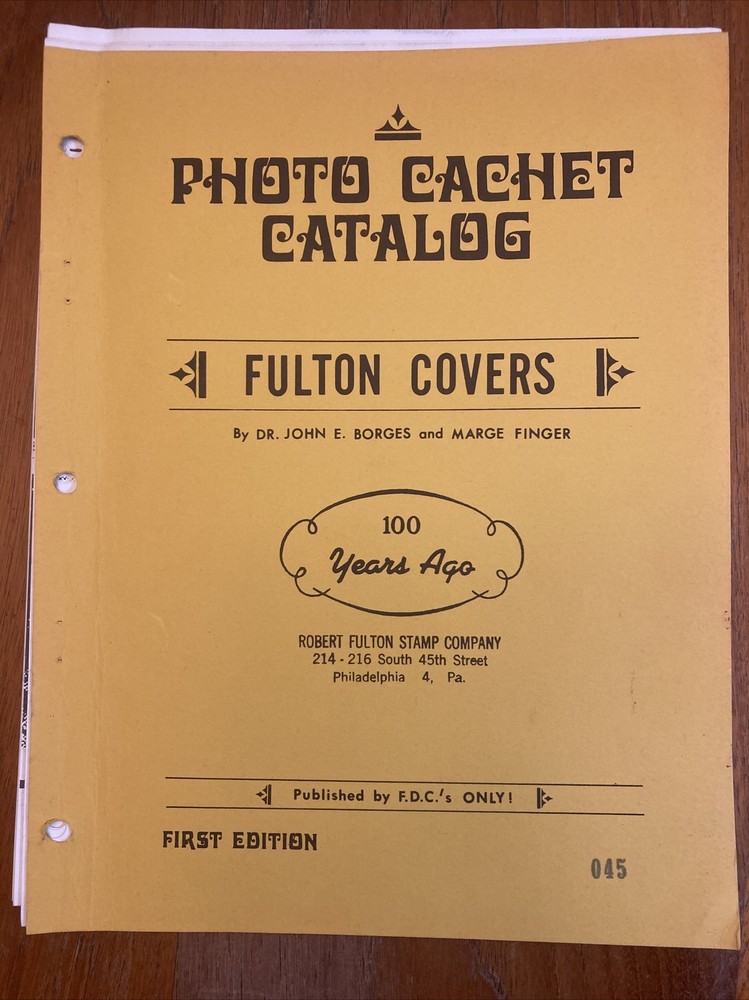 PHOTO CACHET
CATALOG
FULTON COVERS
By DR. JOHN E. BORGES and MARGE FINGER
100
Years Ago
ROBERT FULTON STAMP COMPANY
214-216 South 45th Street
Philadelphia 4, Pa.
Published by F.D.C.'s ONLY!
FIRST EDITION
045